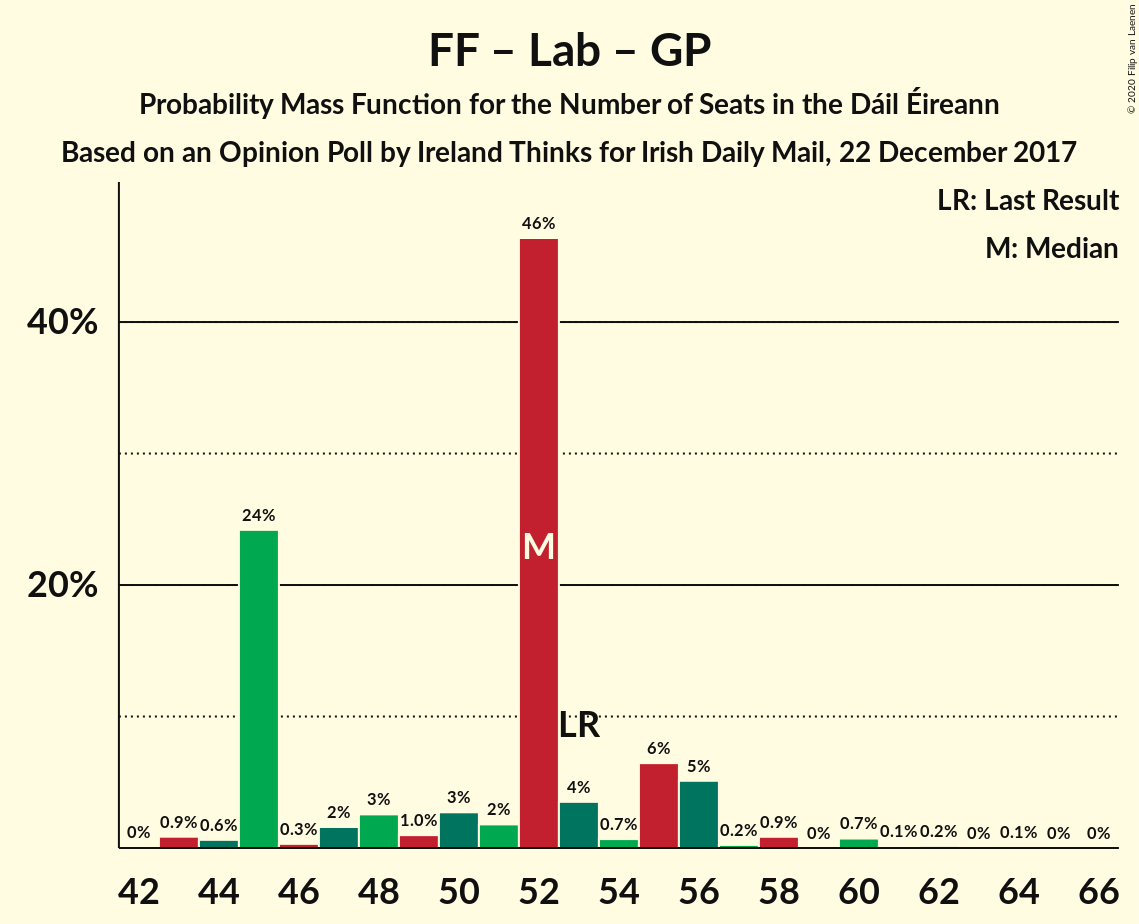 FF – Lab – GP
Probability Mass Function for the Number of Seats in the Dáil Éireann
Based on an Opinion Poll by Ireland Thinks for Irish Daily Mail, 22 December 2017
© 2020 Filip van Laenen
LR: Last Result
M: Median
40%
20%
0% 0.9% 0.6% 24% 0.3% 2% 3% 1.0% 3% 2% 46% 4% 0.7% 6% 5% 0.2% 0.9% 0% 0.7% 0.1% 0.2% 0% 0.1% 0% 0%
M
LR
42 44 46 48 50 52 54 56 58 60 62 64 66